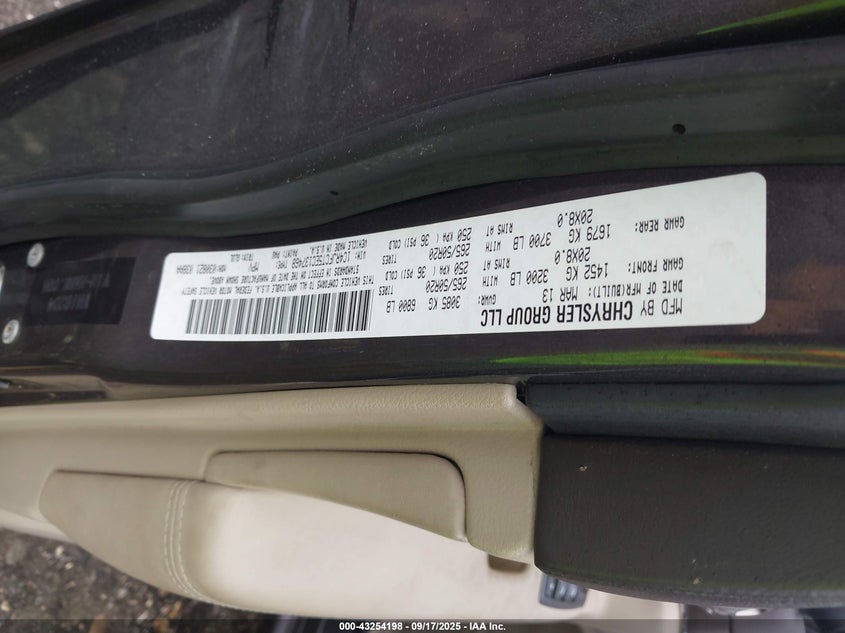 MFD BY CHRYSLER GROUP LLC
DATE OF MFR(BUILT): MAR 13 GVWR: 3085 KG 6800 LB
GAWR FRONT: 1452 KG 3200 LB TIRES 265/50R20
20X8.0 RIMS AT 250 KPA ( 36 PSI) COLD
GAWR REAR: 1679 KG 3700 LB WITH TIRES 265/50R20
20X8.0 RIMS AT 250 KPA ( 36 PSI) COLD
THIS VEHICLE CONFORMS TO ALL APPLICABLE U.S.A. FEDERAL MOTOR VEHICLE SAFETY
STANDARDS IN EFFECT ON THE DATE OF MANUFACTURE SHOWN ABOVE.
VIN: TYPE: MPV
VEHICLE MADE IN U.S.A. PAINT: TRIM:
000-43254198 - 09/17/2025 - IAA Inc.